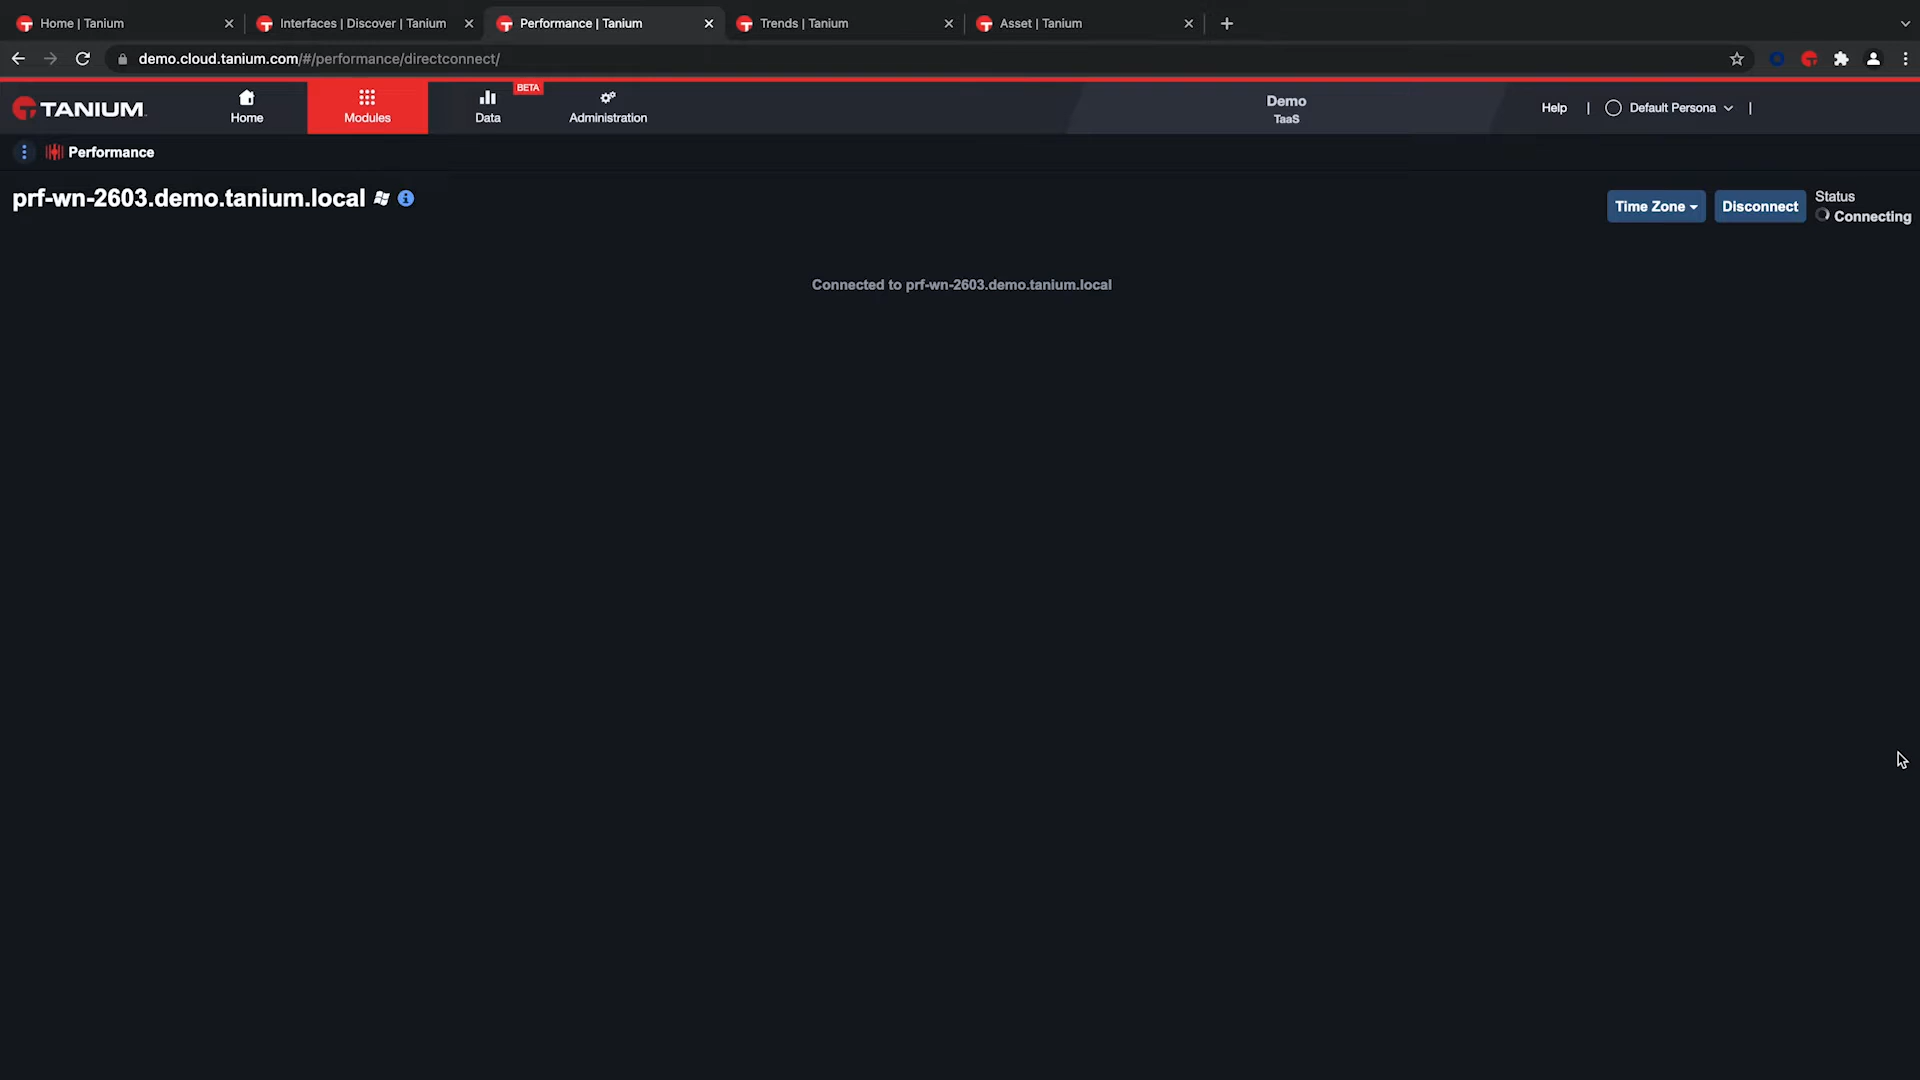 Home | Tanium
Interfaces | Discover | Tanium
Performance | Tanium
Trends | Tanium
Asset | Tanium
demo.cloud.tanium.com/#/performance/directconnect/
TANIUM
Home
Modules
Data
BETA
Administration
Demo
TaaS
Help
Default Persona
Performance
prf-wn-2603.demo.tanium.local
Time Zone
Disconnect
Status
Connecting
Connected to prf-wn-2603.demo.tanium.local